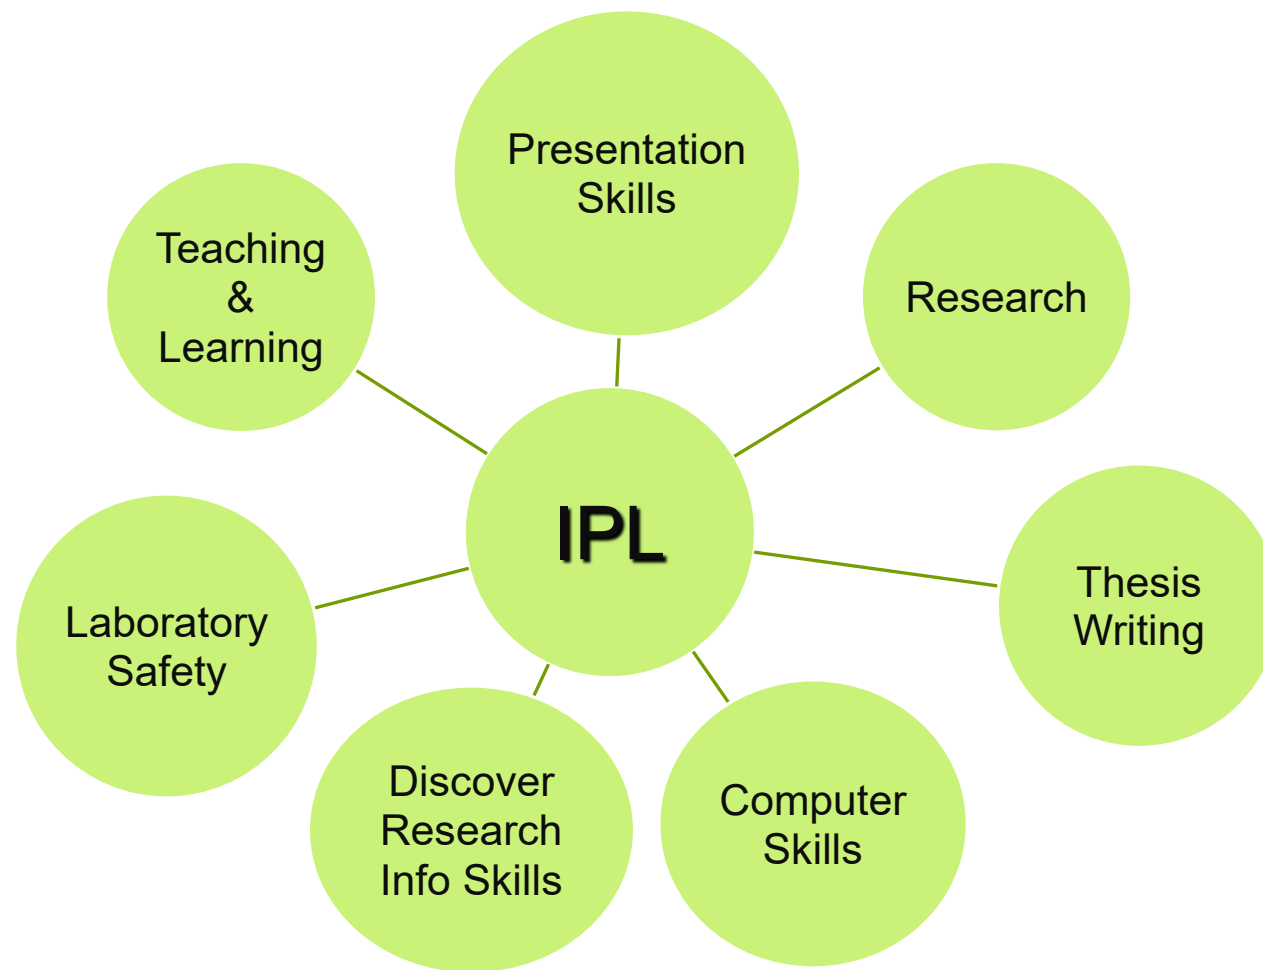 Presentation
Skills
Teaching
&
Learning
Research
IPL
Thesis
Writing
Laboratory
Safety
Discover
Research
Info Skills
Computer
Skills